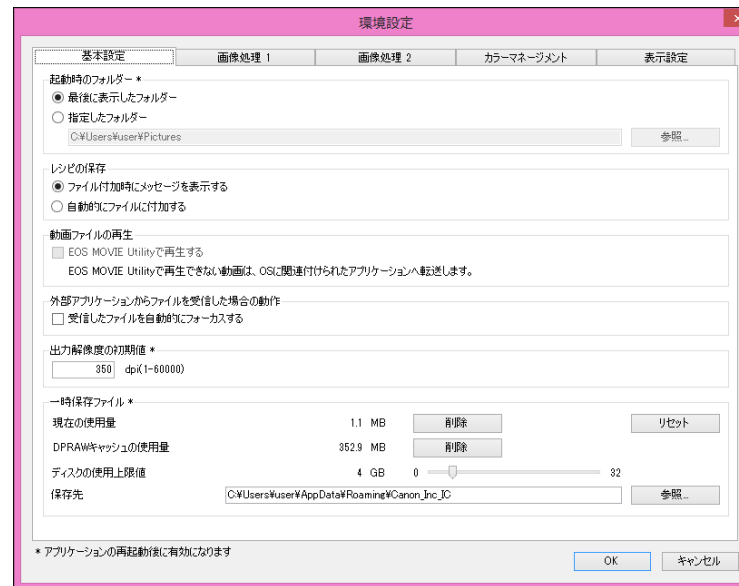 環境設定
基本設定 画像処理 1 画像処理 2 カラーマネージメント 表示設定
起動時のフォルダー *
最後に表示したフォルダー
指定したフォルダー
C:¥Users¥user¥Pictures 参照...
レシピの保存
ファイル付加時にメッセージを表示する
自動的にファイルに付加する
動画ファイルの再生
EOS MOVIE Utilityで再生する
EOS MOVIE Utilityで再生できない動画は、OSに関連付けられたアプリケーションへ転送します。
外部アプリケーションからファイルを受信した場合の動作
受信したファイルを自動的にフォーカスする
出力解像度の初期値 *
350 dpi(1-60000)
一時保存ファイル *
現在の使用量 1.1 MB 削除 リセット
DPRAWキャッシュの使用量 352.9 MB 削除
ディスクの使用上限値 4 GB 0 32
保存先 C:¥Users¥user¥AppData¥Roaming¥Canon_Inc_IC 参照...
* アプリケーションの再起動後に有効になります
OK キャンセル